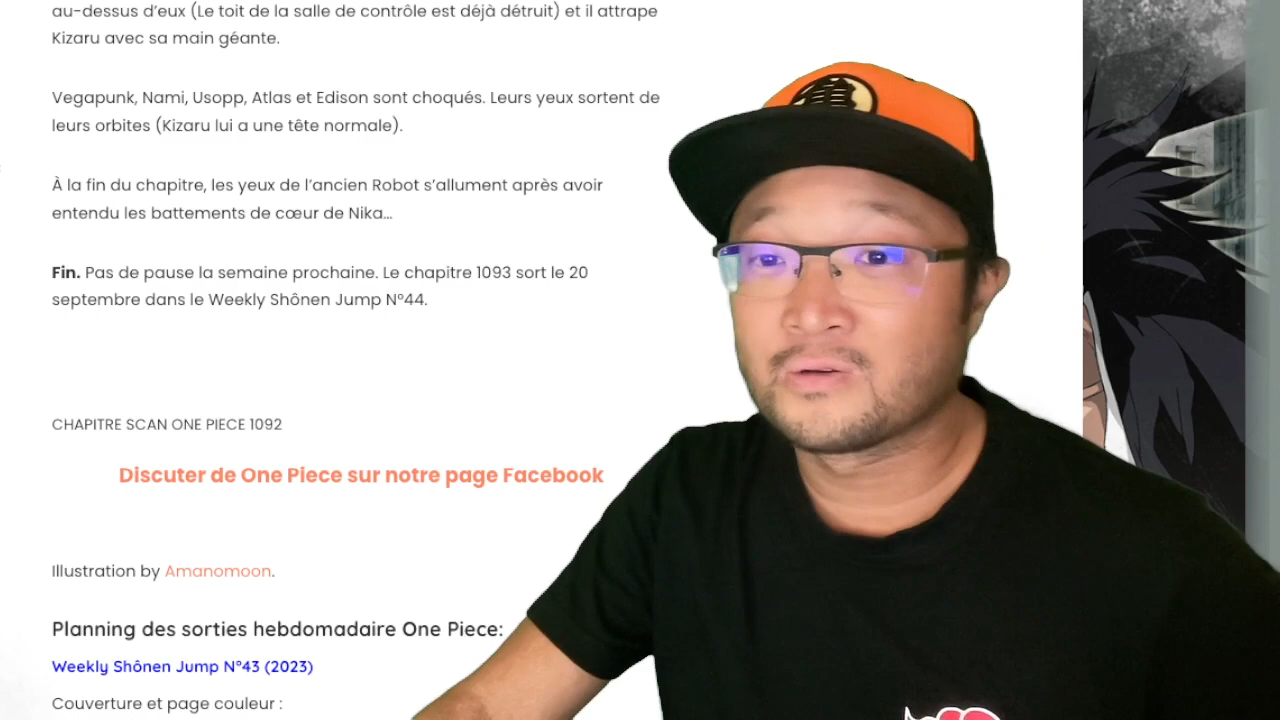 au-dessus d’eux (Le toit de la salle de contrôle est déjà détruit) et il attrape
Kizaru avec sa main géante.
Vegapunk, Nami, Usopp, Atlas et Edison sont choqués. Leurs yeux sortent de
leurs orbites (Kizaru lui a une tête normale).
À la fin du chapitre, les yeux de l’ancien Robot s’allument après avoir
entendu les battements de cœur de Nika…
Fin. Pas de pause la semaine prochaine. Le chapitre 1093 sort le 20
septembre dans le Weekly Shônen Jump N°44.
CHAPITRE SCAN ONE PIECE 1092
Discuter de One Piece sur notre page Facebook
Illustration by Amanomoon.
Planning des sorties hebdomadaire One Piece:
Weekly Shônen Jump N°43 (2023)
Couverture et page couleur :